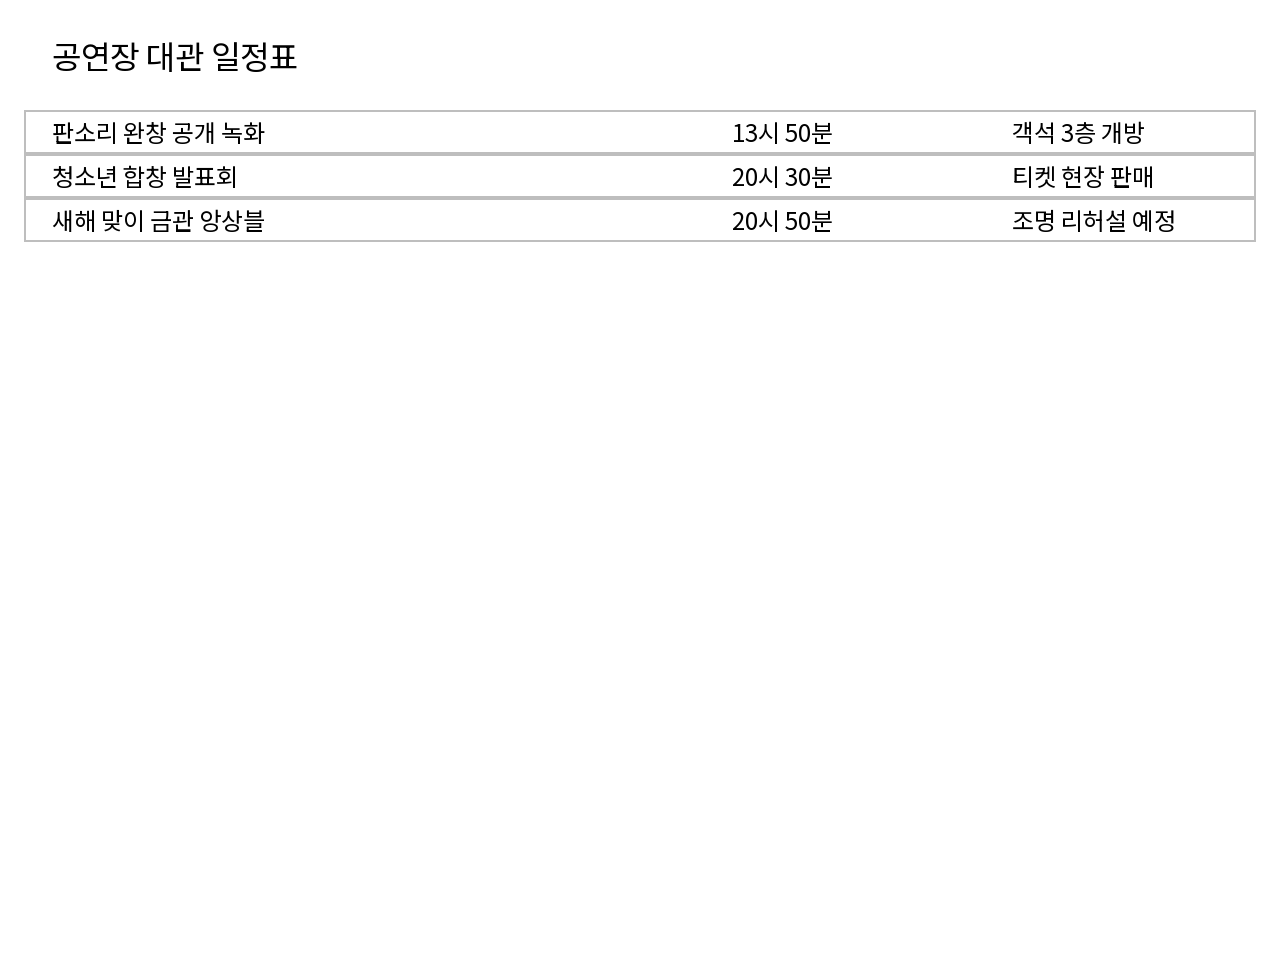 공연장 대관 일정표
판소리 완창 공개 녹화 13시 50분 객석 3층 개방
청소년 합창 발표회 20시 30분 티켓 현장 판매
새해 맞이 금관 앙상블 20시 50분 조명 리허설 예정